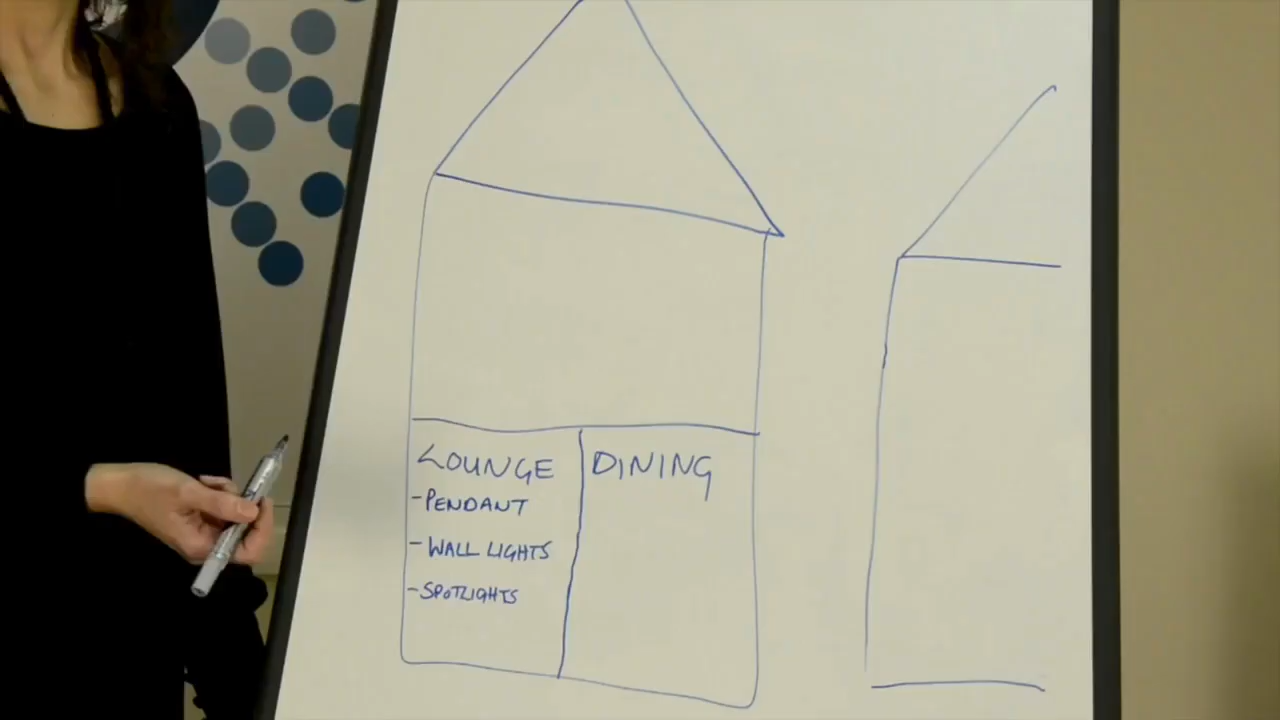 LOUNGE
- PENDANT
- WALL LIGHTS
- SPOTLIGHTS
DINING